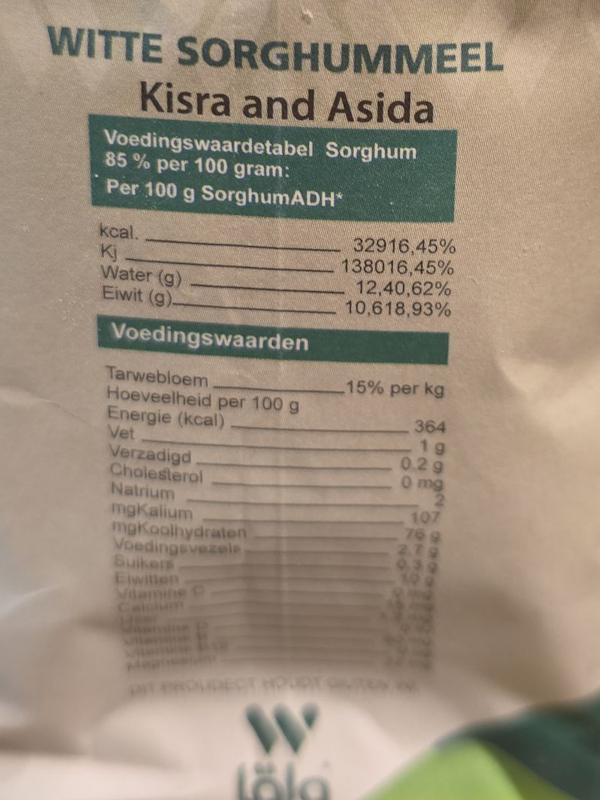 WITTE SORGHUMMEEL
Kisra and Asida
Voedingswaardetabel Sorghum
85 % per 100 gram:
Per 100 g SorghumADH*
kcal. 32916,45%
Kj 138016,45%
Water (g) 12,40,62%
Eiwit (g) 10,618,93%
Voedingswaarden
Tarwebloem 15% per kg
Hoeveelheid per 100 g
Energie (kcal) 364
Vet 1 g
Verzadigd 0.2 g
Cholesterol 0 mg
Natrium 2
mgKalium 107
mgKoolhydraten 76 g
Voedingsvezels 2.7 g
Suikers 0.3 g
Eiwitten 10 g
Vitamine C
Calcium